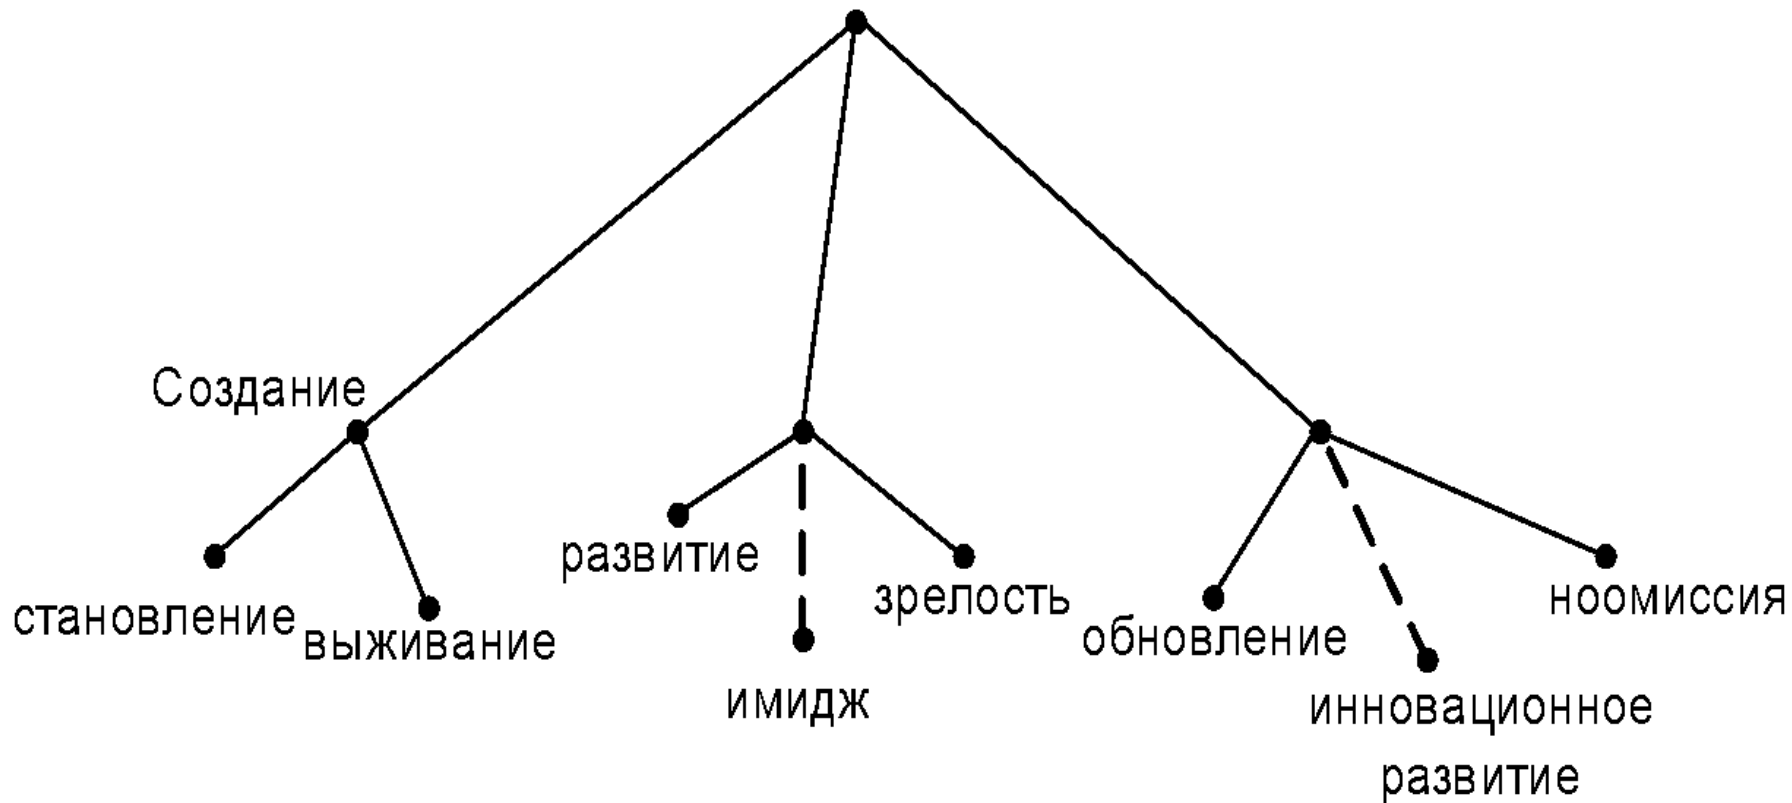 Создание
становление
выживание
развитие
имидж
зрелость
обновление
инновационное
развитие
ноомиссия